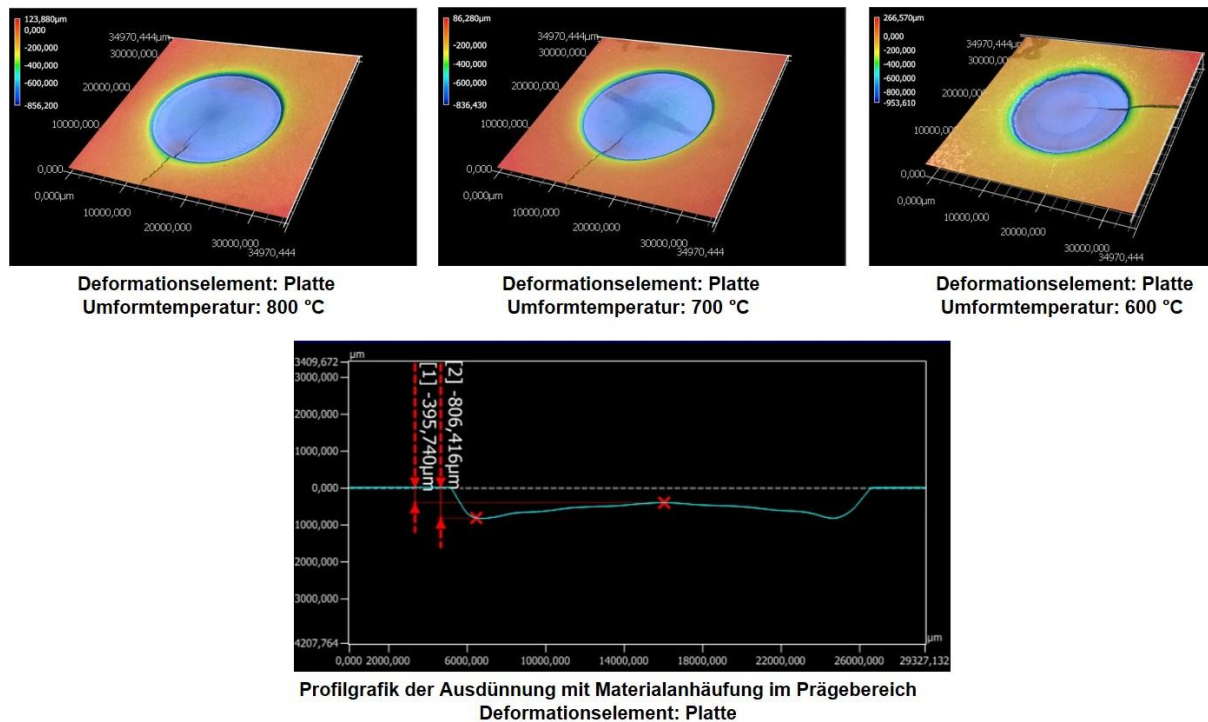 123,880µm
0,000
-200,000
-400,000
-600,000
-856,200
34970,444µm
30000,000
20000,000
10000,000
0,000
0,000µm
10000,000
20000,000
30000,000
34970,444
Deformationselement: Platte
Umformtemperatur: 800 °C
86,280µm
-200,000
-400,000
-600,000
-836,430
34970,444µm
30000,000
20000,000
10000,000
0,000
0,000µm
10000,000
20000,000
30000,000
34970,444
Deformationselement: Platte
Umformtemperatur: 700 °C
266,570µm
0,000
-200,000
-400,000
-600,000
-800,000
-953,610
34970,444µm
30000,000
20000,000
10000,000
0,000
0,000µm
10000,000
20000,000
30000,000
34970,444
Deformationselement: Platte
Umformtemperatur: 600 °C
µm
3409,672
3000,000
2000,000
1000,000
0,000
1000,000
2000,000
3000,000
4207,764
[1] -395,740µm
[2] -806,416µm
µm
0,000 2000,000 6000,000 10000,000 14000,000 18000,000 22000,000 26000,000 29327,132
Profilgrafik der Ausdünnung mit Materialanhäufung im Prägebereich
Deformationselement: Platte